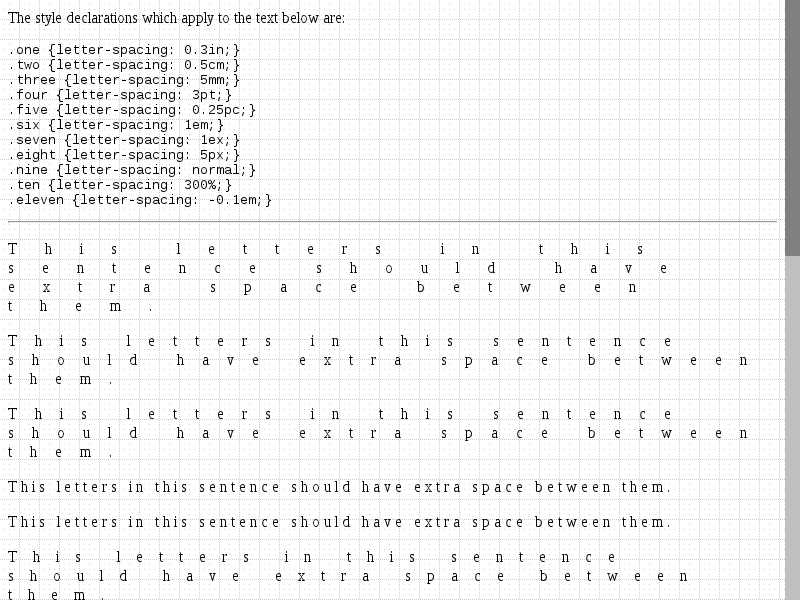 The style declarations which apply to the text below are:
.one {letter-spacing: 0.3in;}
.two {letter-spacing: 0.5cm;}
.three {letter-spacing: 5mm;}
.four {letter-spacing: 3pt;}
.five {letter-spacing: 0.25pc;}
.six {letter-spacing: 1em;}
.seven {letter-spacing: 1ex;}
.eight {letter-spacing: 5px;}
.nine {letter-spacing: normal;}
.ten {letter-spacing: 300%;}
.eleven {letter-spacing: -0.1em;}
This letters in this
sentence should have
extra space between
them.
This letters in this sentence
should have extra space between
them.
This letters in this sentence
should have extra space between
them.
This letters in this sentence should have extra space between them.
This letters in this sentence should have extra space between them.
This letters in this sentence
should have extra space between
them.